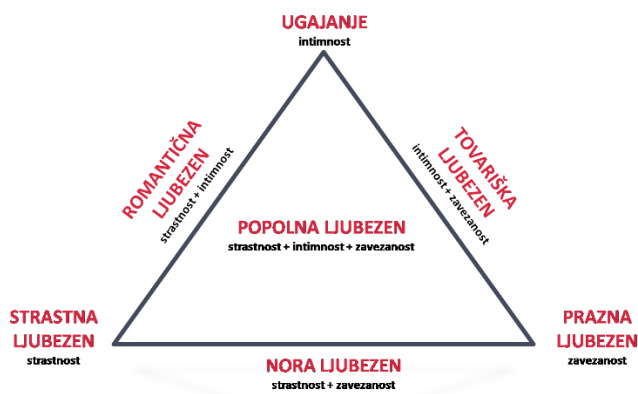 UGAJANJE
intimnost
ROMANTIČNA
LJUBEZEN
strastnost + intimnost
TOVARIŠKA
LJUBEZEN
intimnost + zavezanost
POPOLNA LJUBEZEN
strastnost + intimnost + zavezanost
STRASTNA
LJUBEZEN
strastnost
PRAZNA
LJUBEZEN
zavezanost
NORA LJUBEZEN
strastnost + zavezanost